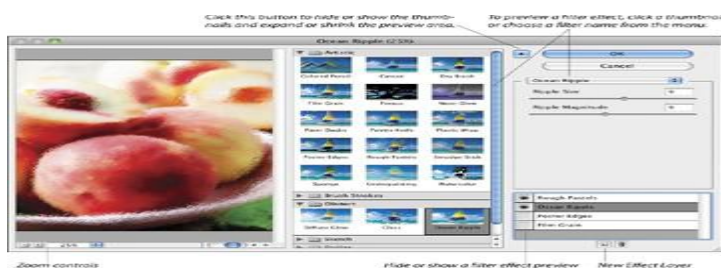 Click this button to hide or show the thumb-
nails and expand or shrink the preview area.
To preview a filter effect, click a thumbnail
or choose a filter name from the menu.
Ocean Ripple (25%)
Artistic
Colored Pencil
Cutout
Dry Brush
Film Grain
Fresco
Neon Glow
Paint Daubs
Palette Knife
Plastic Wrap
Poster Edges
Rough Pastels
Smudge Stick
Sponge
Underpainting
Watercolor
Brush Strokes
Distort
Diffuse Glow
Glass
Ocean Ripple
Sketch
OK
Cancel
Ocean Ripple
Ripple Size
Ripple Magnitude
Rough Pastels
Ocean Ripple
Poster Edges
Film Grain
25%
Zoom controls
Hide or show a filter effect preview
New Effect Layer